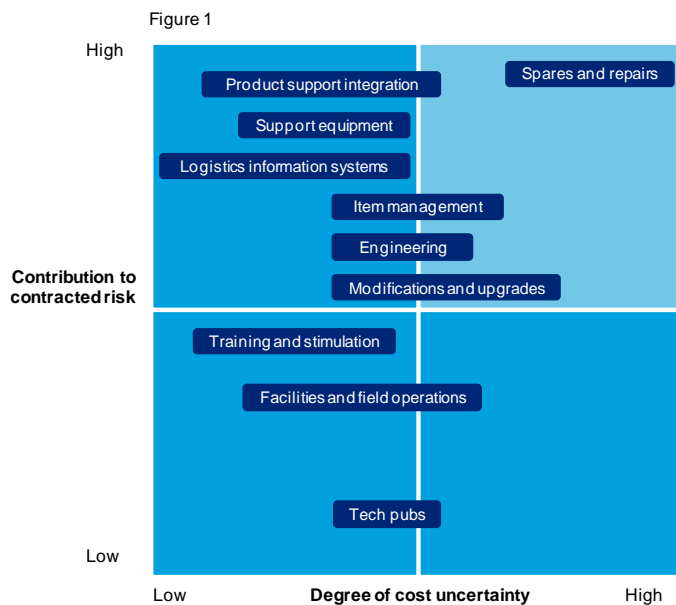 Figure 1
High
Spares and repairs
Product support integration
Support equipment
Logistics information systems
Item management
Engineering
Contribution to
contracted risk
Modifications and upgrades
Training and stimulation
Facilities and field operations
Tech pubs
Low
Low
Degree of cost uncertainty
High